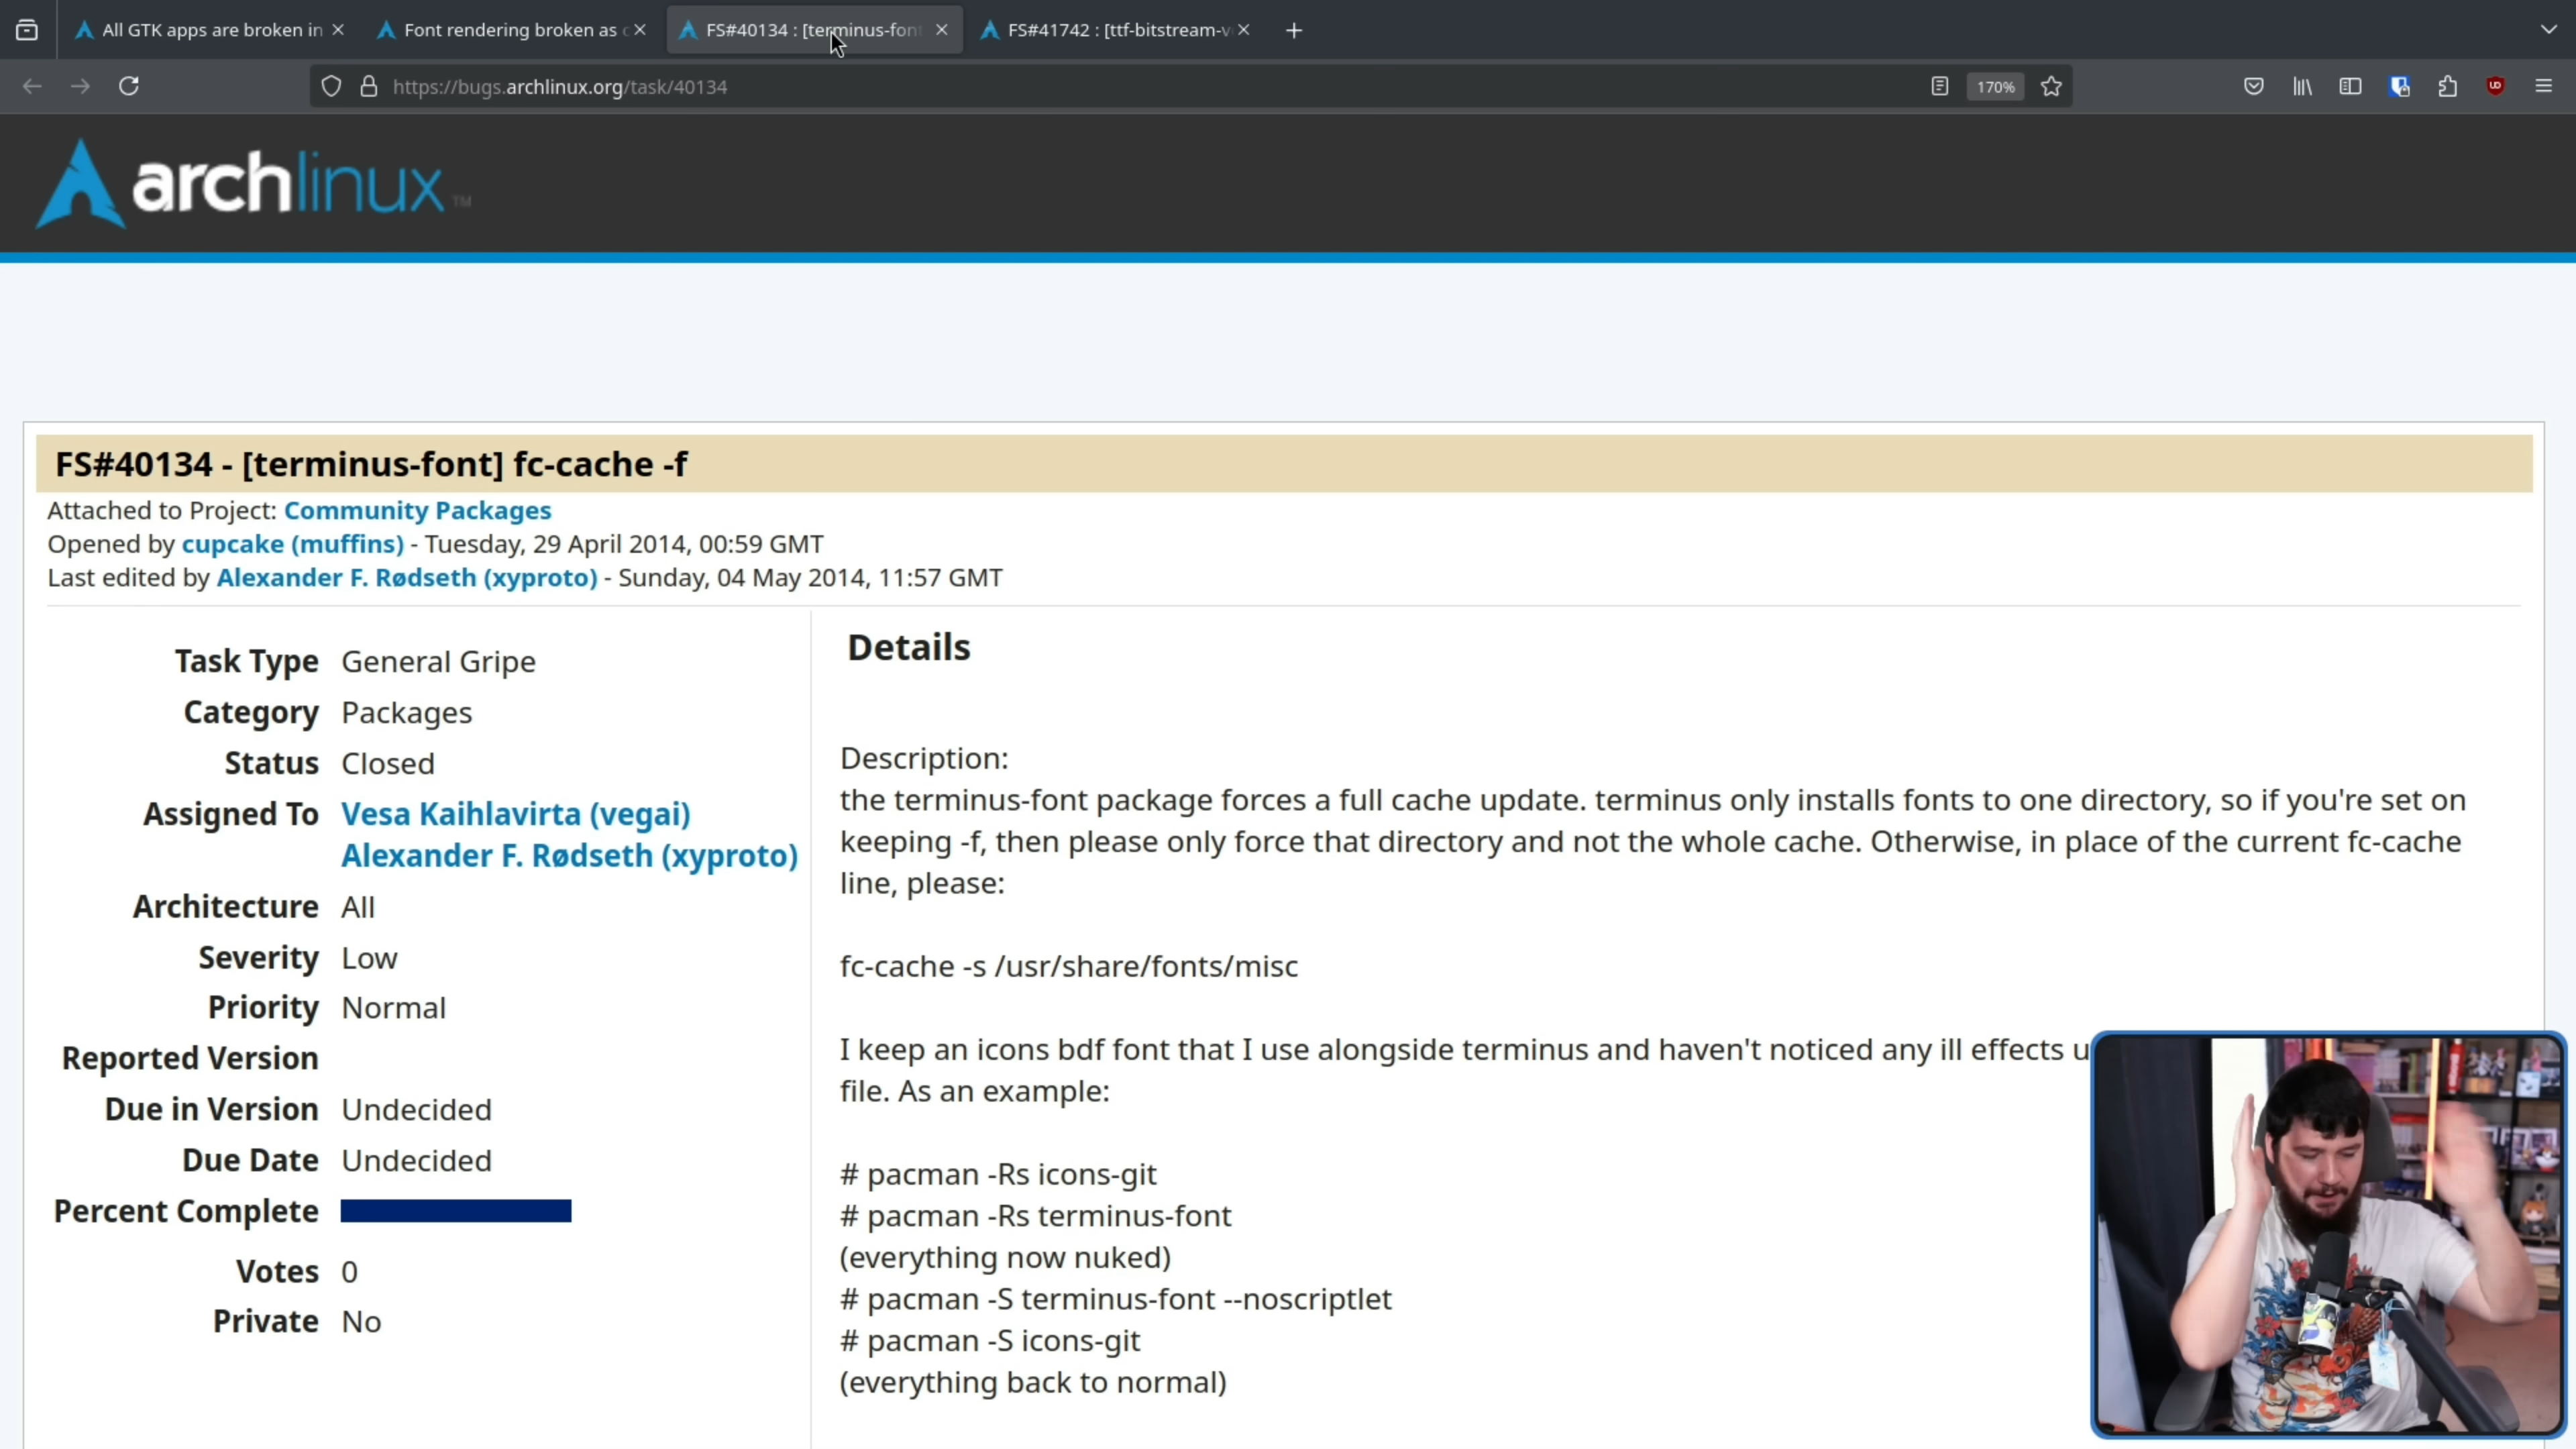 All GTK apps are broken in
Font rendering broken as
FS#40134 : [terminus-fon
FS#41742 : [ttf-bitstream-v
https://bugs.archlinux.org/task/40134
170%
archlinux
TM
FS#40134 - [terminus-font] fc-cache -f
Attached to Project: Community Packages
Opened by cupcake (muffins) - Tuesday, 29 April 2014, 00:59 GMT
Last edited by Alexander F. Rødseth (xyproto) - Sunday, 04 May 2014, 11:57 GMT
Task Type General Gripe
Category Packages
Status Closed
Assigned To Vesa Kaihlavirta (vegai)
Alexander F. Rødseth (xyproto)
Architecture All
Severity Low
Priority Normal
Reported Version
Due in Version Undecided
Due Date Undecided
Percent Complete
Votes 0
Private No
Details
Description:
the terminus-font package forces a full cache update. terminus only installs fonts to one directory, so if you're set on
keeping -f, then please only force that directory and not the whole cache. Otherwise, in place of the current fc-cache
line, please:
fc-cache -s /usr/share/fonts/misc
I keep an icons bdf font that I use alongside terminus and haven't noticed any ill effects u
file. As an example:
# pacman -Rs icons-git
# pacman -Rs terminus-font
(everything now nuked)
# pacman -S terminus-font --noscriptlet
# pacman -S icons-git
(everything back to normal)